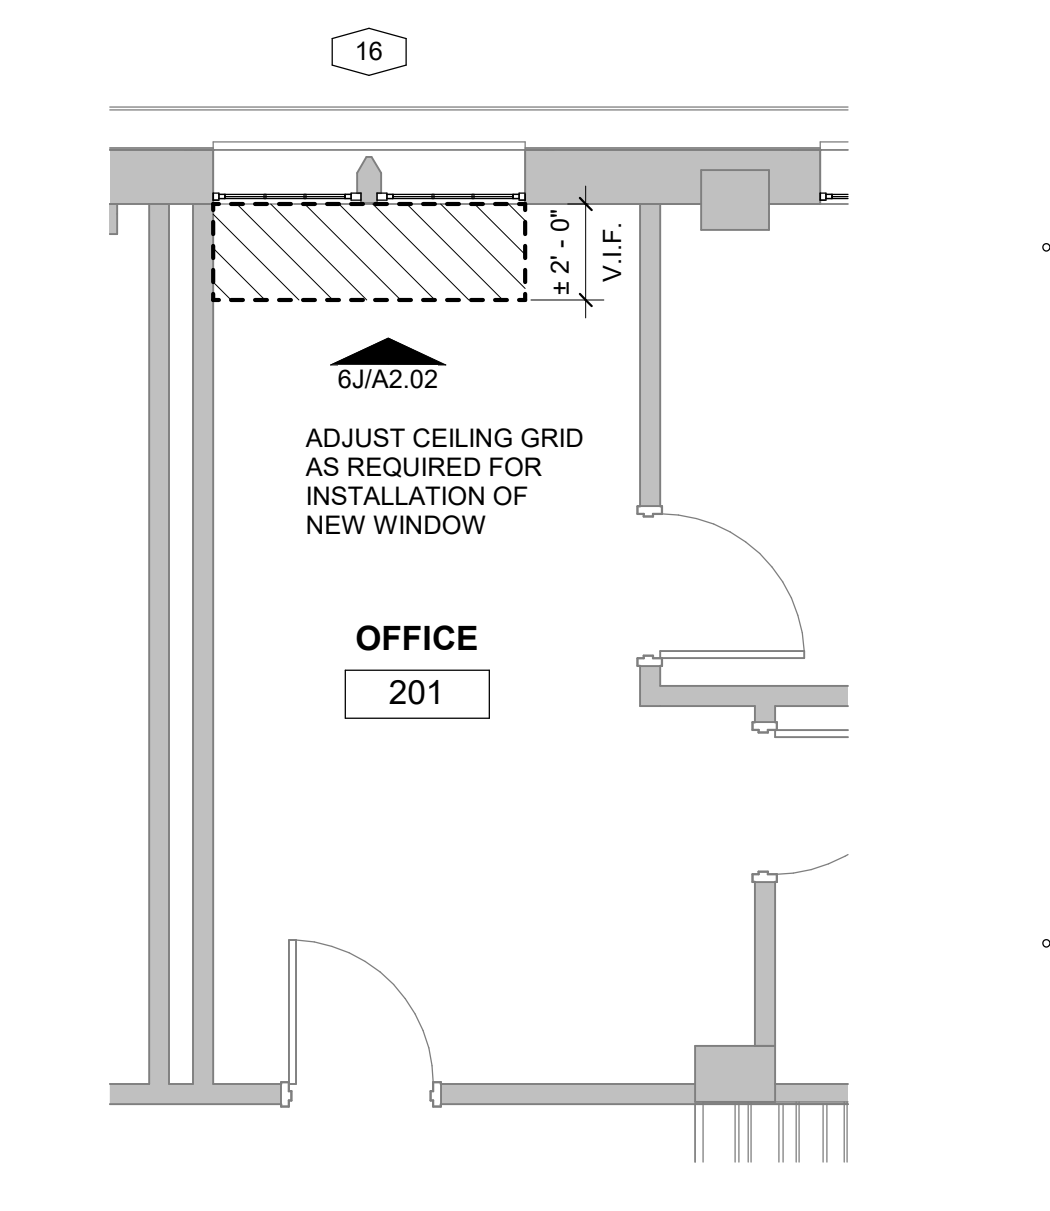 16
± 2' - 0"
V.I.F.
6J/A2.02
ADJUST CEILING GRID
AS REQUIRED FOR
INSTALLATION OF
NEW WINDOW
OFFICE
201